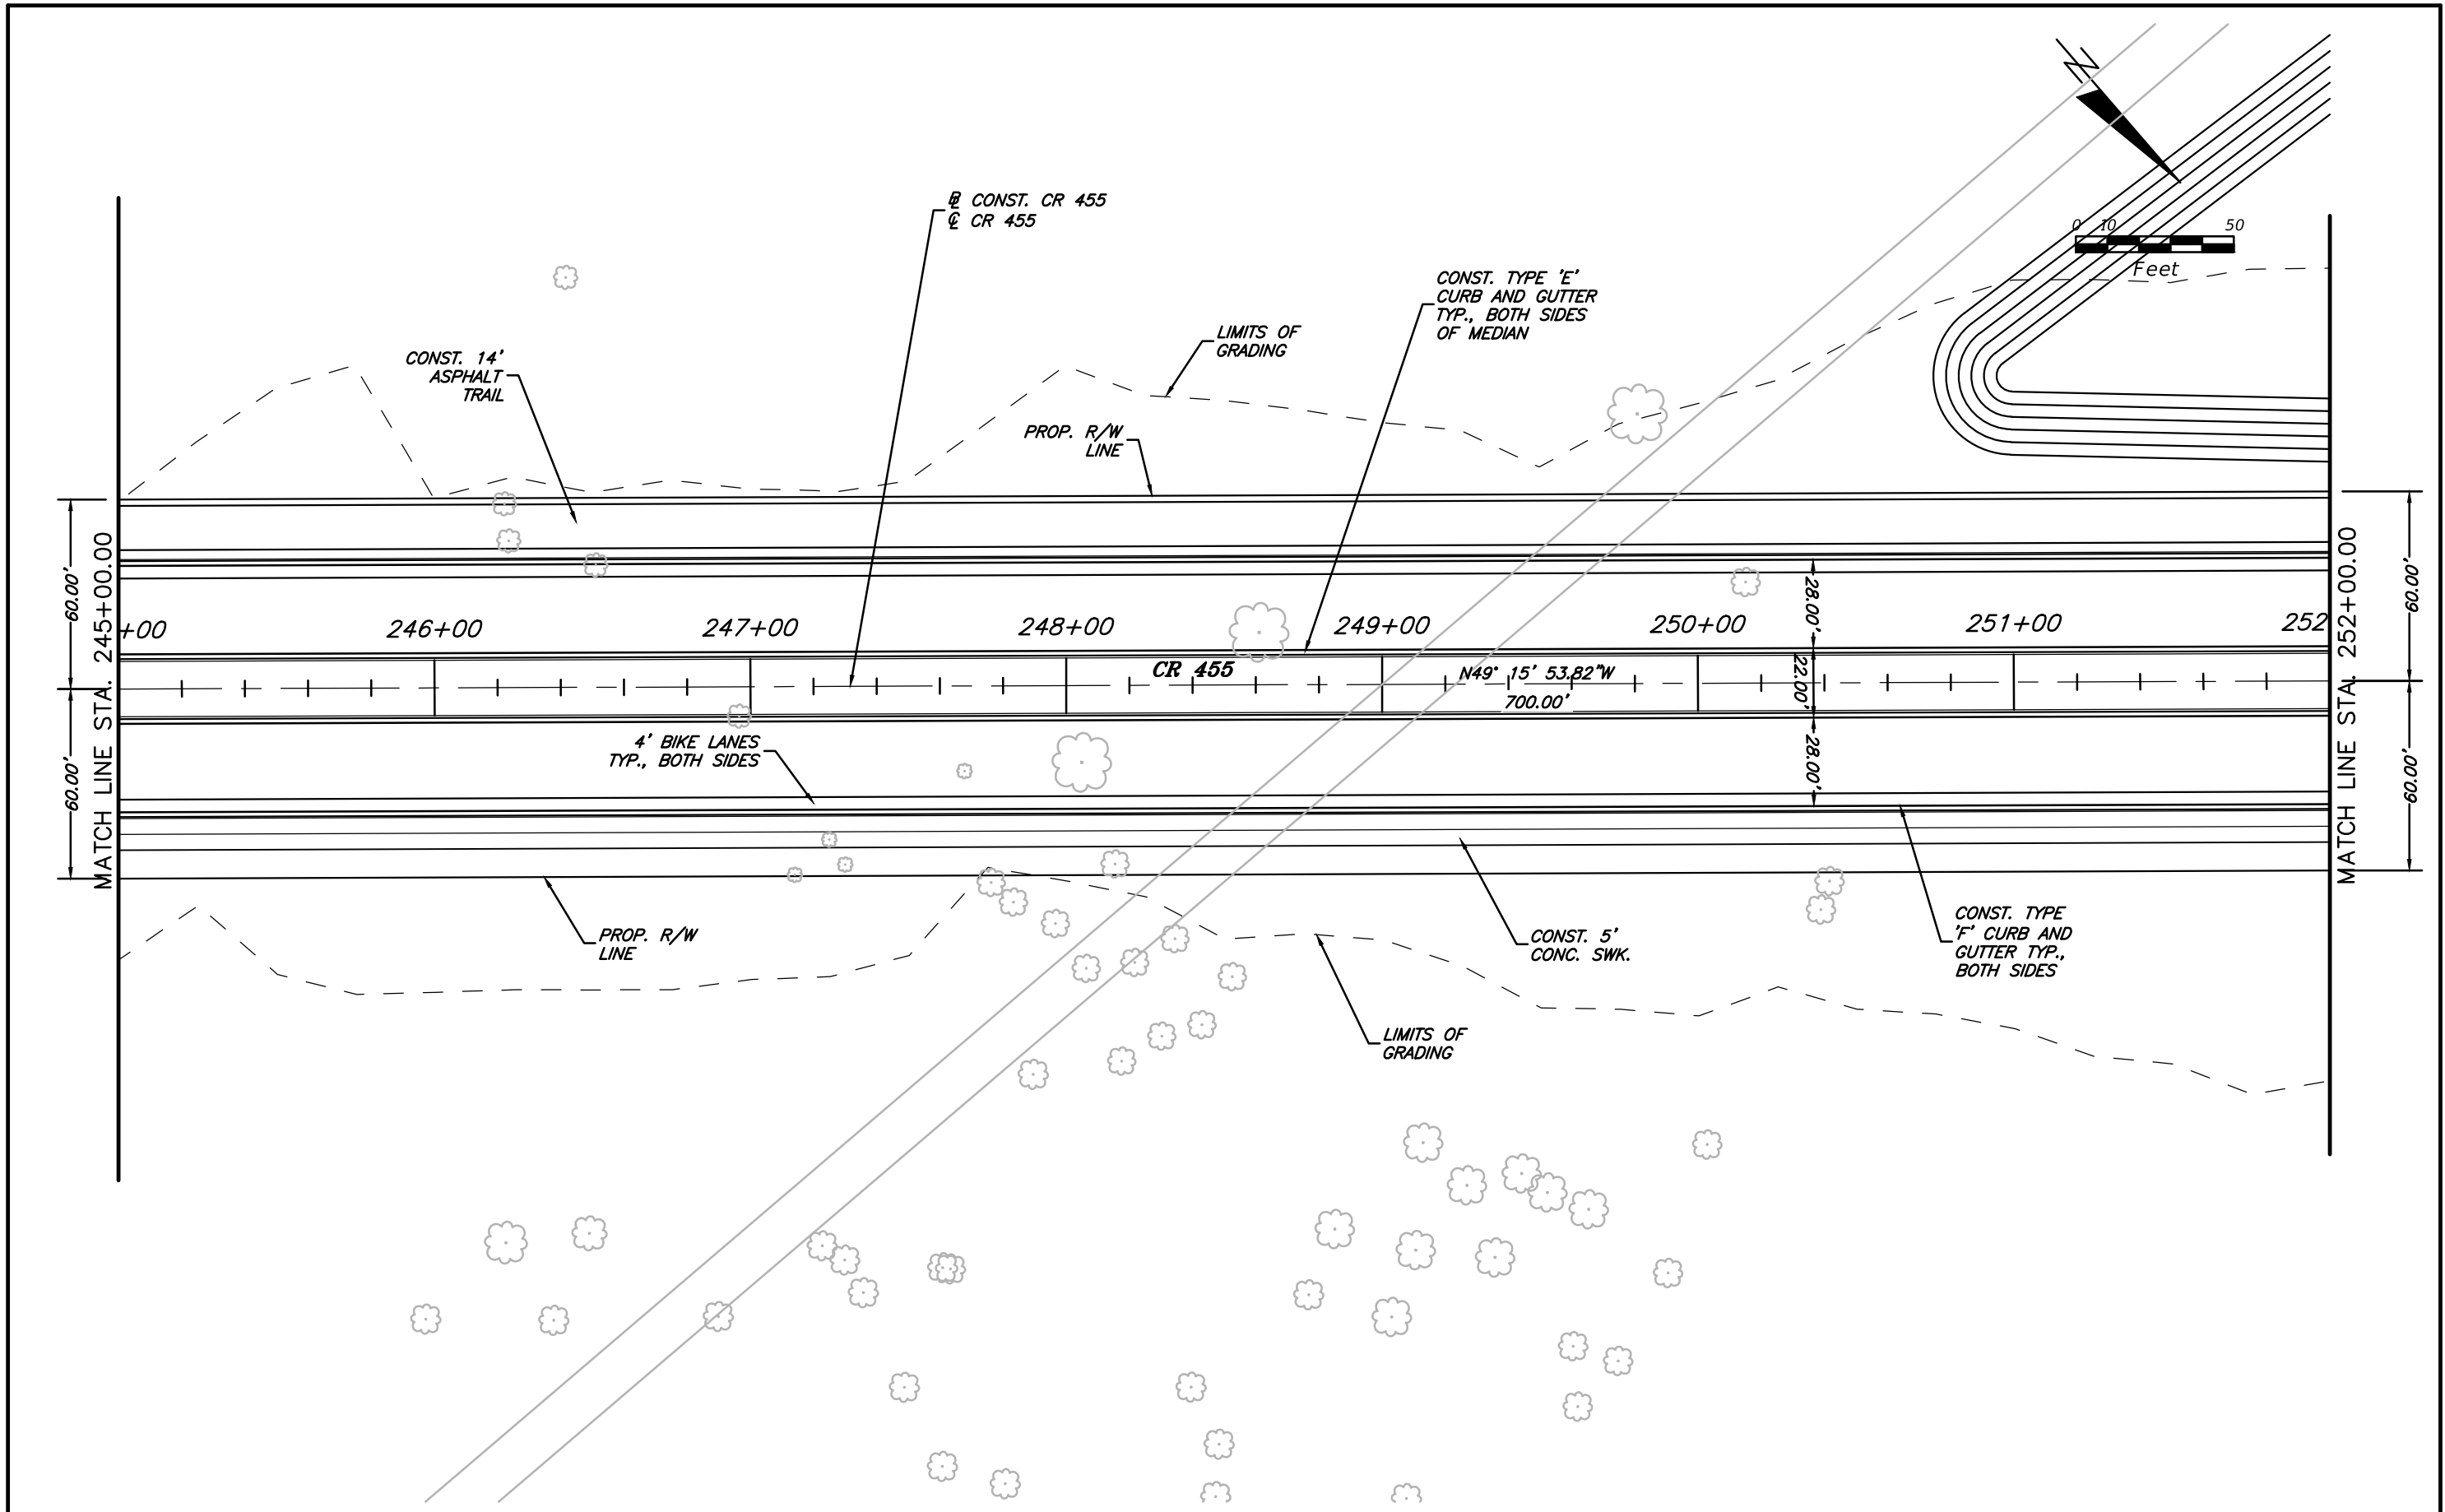 ℄ CONST. CR 455
℄ CR 455
0 10 50
Feet
CONST. TYPE 'E'
CURB AND GUTTER
TYP., BOTH SIDES
OF MEDIAN
LIMITS OF
GRADING
CONST. 14'
ASPHALT
TRAIL
PROP. R/W
LINE
60.00'
60.00'
MATCH LINE STA. 245+00.00
+00
246+00
247+00
248+00
249+00
250+00
251+00
252
CR 455
N49° 15' 53.82"W
700.00'
28.00'
22.00'
28.00'
MATCH LINE STA. 252+00.00
60.00'
60.00'
4' BIKE LANES
TYP., BOTH SIDES
PROP. R/W
LINE
CONST. 5'
CONC. SWK.
CONST. TYPE
'F' CURB AND
GUTTER TYP.,
BOTH SIDES
LIMITS OF
GRADING